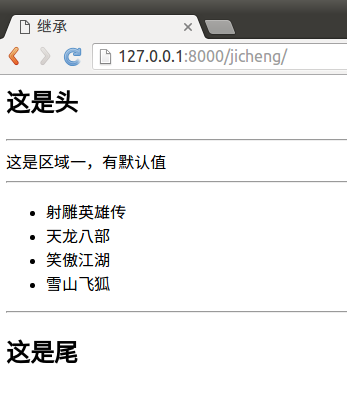 继承
127.0.0.1:8000/jicheng/
这是头
这是区域一，有默认值
射雕英雄传
天龙八部
笑傲江湖
雪山飞狐
这是尾